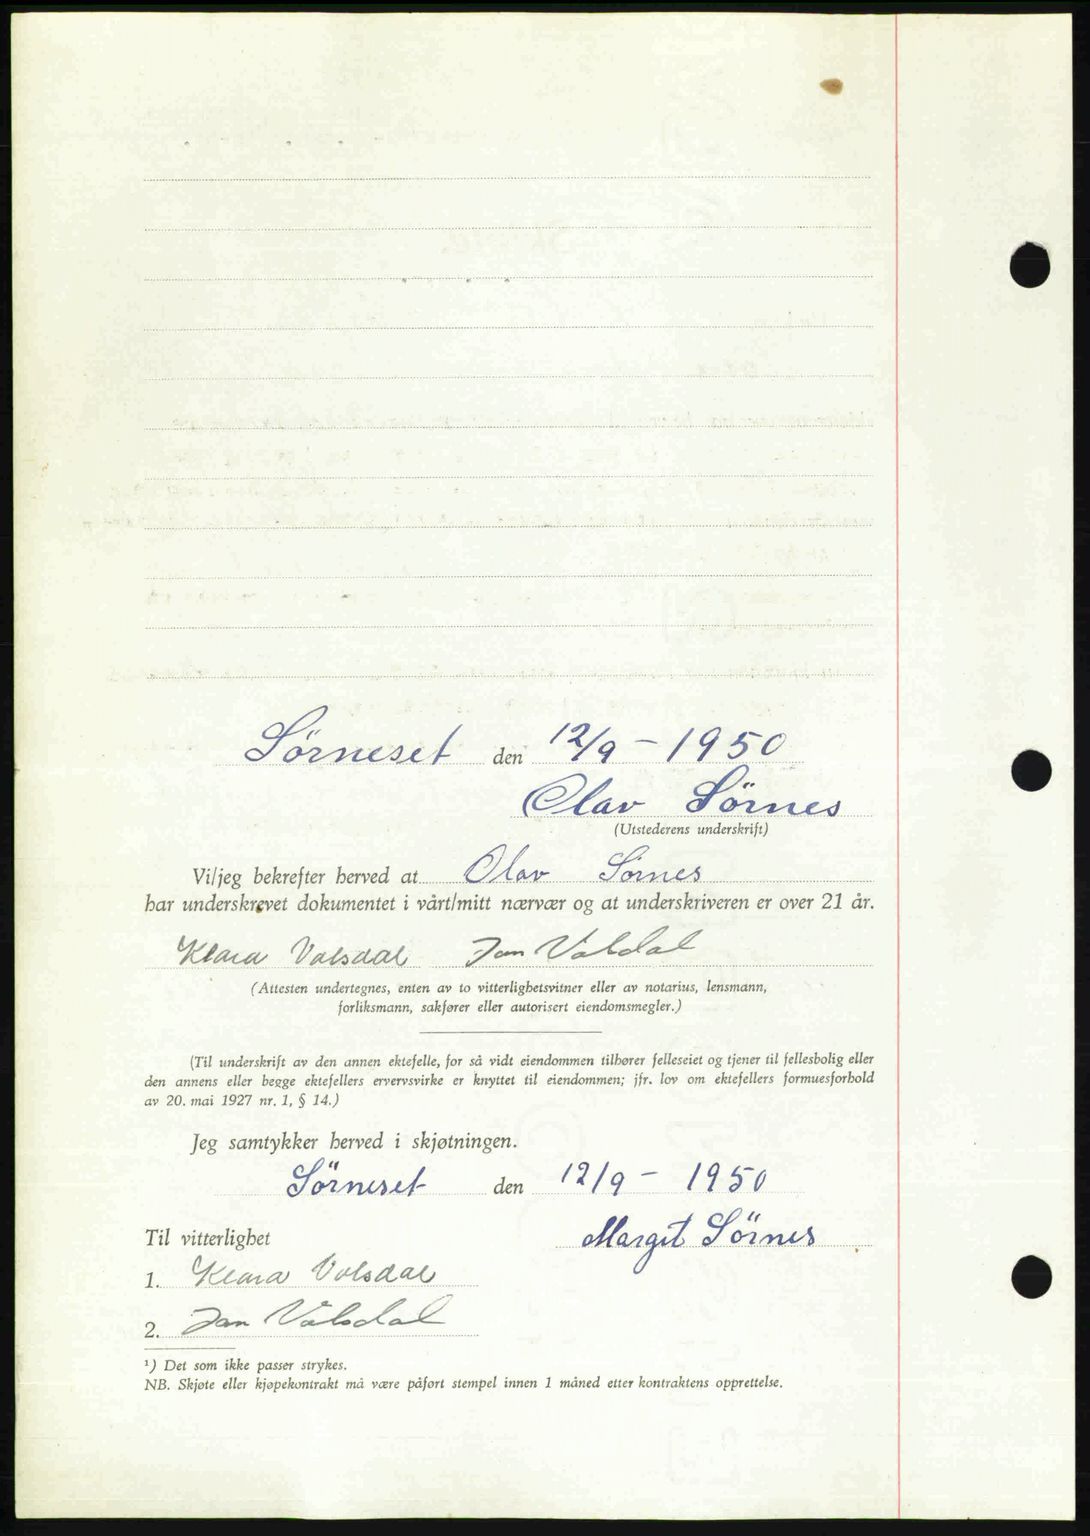 Sörneset den 12/9 - 1950
Olav Sörnes
(Utstederens underskrift)
Vi/jeg bekrefter herved at Olav Sörnes
har underskrevet dokumentet i vårt/mitt nærvær og at underskriveren er over 21 år.
Klara Valsdal Jan Valdal
(Attesten undertegnes, enten av to vitterlighetsvitner eller av notarius, lensmann,
forliksmann, sakfører eller autorisert eiendomsmegler.)
(Til underskrift av den annen ektefelle, for så vidt eiendommen tilhører felleseiet og tjener til fellesbolig eller
den annens eller begge ektefellers ervervsvirke er knyttet til eiendommen; jfr. lov om ektefellers formuesforhold
av 20. mai 1927 nr. 1, § 14.)
Jeg samtykker herved i skjøtningen.
Sörneset den 12/9 - 1950
Til vitterlighet Margit Sörnes
1. Klara Valsdal
2. Jan Valsdal
¹) Det som ikke passer strykes.
NB. Skjøte eller kjøpekontrakt må være påført stempel innen 1 måned etter kontraktens opprettelse.